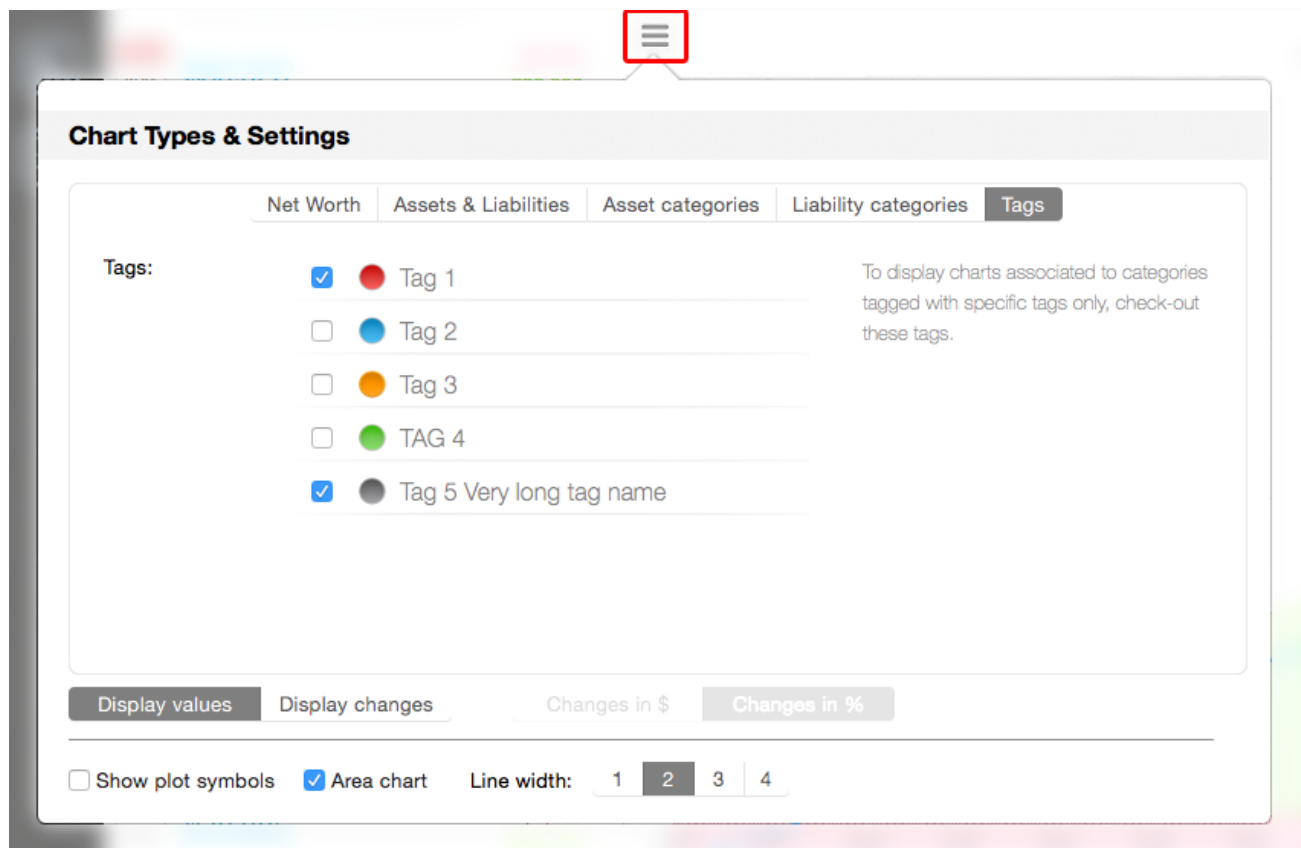 Chart Types & Settings
Net Worth Assets & Liabilities Asset categories Liability categories Tags
Tags:
Tag 1
Tag 2
Tag 3
TAG 4
Tag 5 Very long tag name
To display charts associated to categories
tagged with specific tags only, check-out
these tags.
Display values Display changes Changes in $ Changes in %
Show plot symbols Area chart Line width: 1 2 3 4